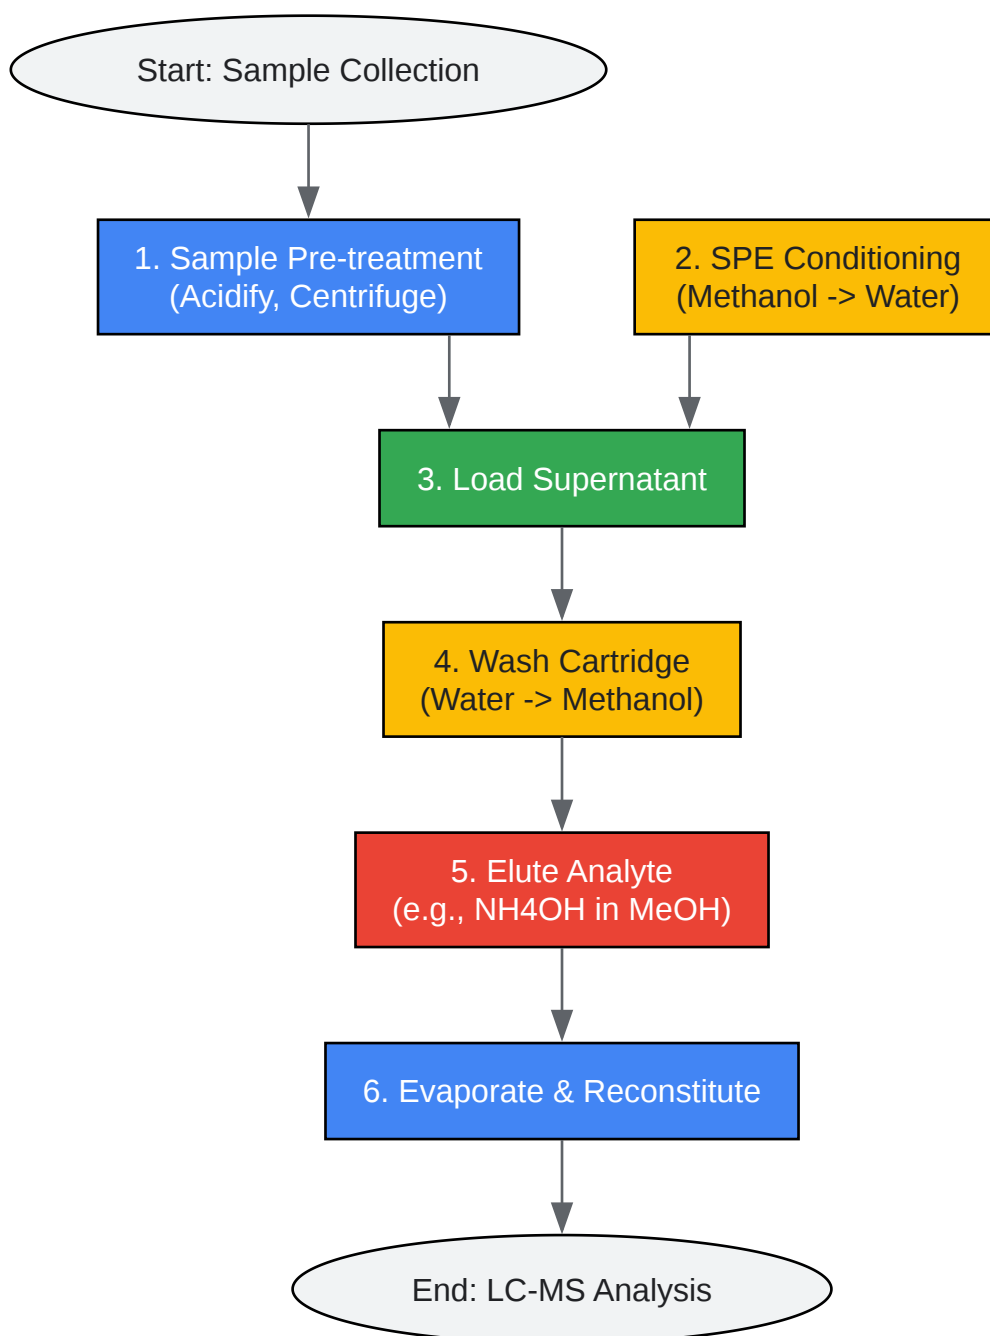 Start: Sample Collection
1. Sample Pre-treatment
(Acidify, Centrifuge)
2. SPE Conditioning
(Methanol -> Water)
3. Load Supernatant
4. Wash Cartridge
(Water -> Methanol)
5. Elute Analyte
(e.g., NH4OH in MeOH)
6. Evaporate & Reconstitute
End: LC-MS Analysis